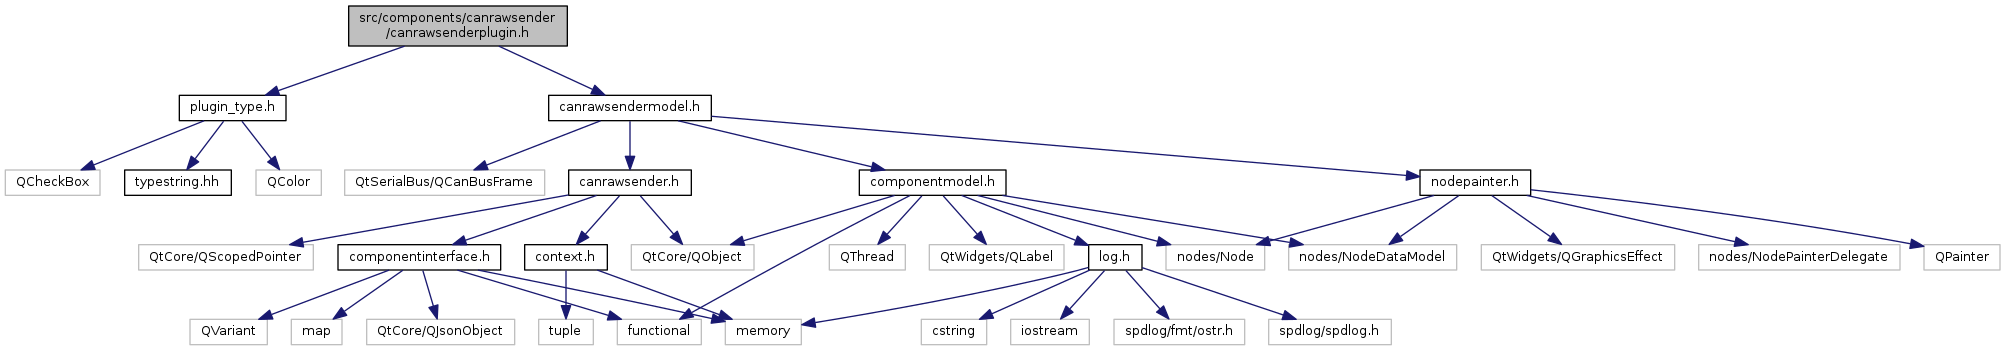 src/components/canrawsender
/canrawsenderplugin.h
plugin_type.h
canrawsendermodel.h
QCheckBox
typestring.hh
QColor
QtSerialBus/QCanBusFrame
canrawsender.h
componentmodel.h
nodepainter.h
QtCore/QScopedPointer
componentinterface.h
context.h
QtCore/QObject
QThread
QtWidgets/QLabel
log.h
nodes/Node
nodes/NodeDataModel
QtWidgets/QGraphicsEffect
nodes/NodePainterDelegate
QPainter
QVariant
map
QtCore/QJsonObject
tuple
functional
memory
cstring
iostream
spdlog/fmt/ostr.h
spdlog/spdlog.h